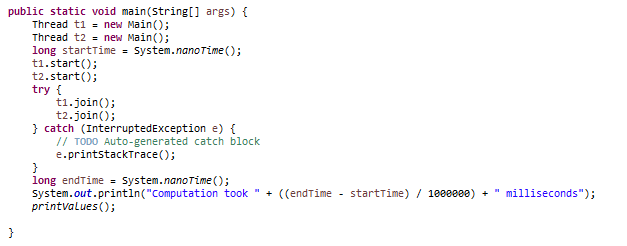 public static void main(String[] args) {
Thread t1 = new Main();
Thread t2 = new Main();
long startTime = System.nanoTime();
t1.start();
t2.start();
try {
t1.join();
t2.join();
} catch (InterruptedException e) {
// TODO Auto-generated catch block
e.printStackTrace();
}
long endTime = System.nanoTime();
System.out.println("Computation took " + ((endTime - startTime) / 1000000) + " milliseconds");
printValues();
}